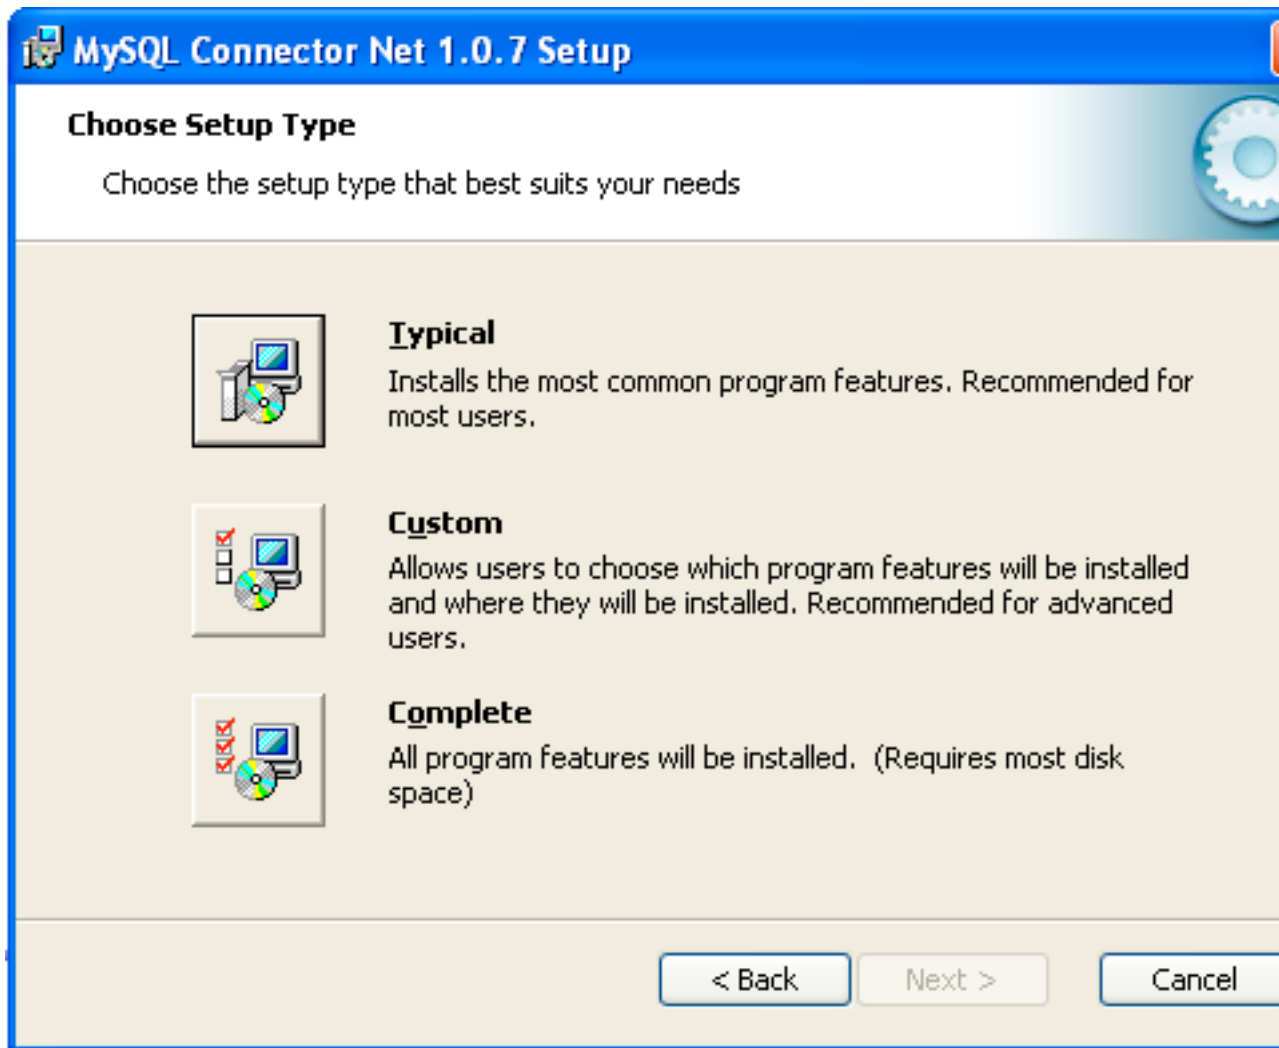 MySQL Connector Net 1.0.7 Setup
Choose Setup Type
Choose the setup type that best suits your needs
Typical
Installs the most common program features. Recommended for
most users.
Custom
Allows users to choose which program features will be installed
and where they will be installed. Recommended for advanced
users.
Complete
All program features will be installed.  (Requires most disk
space)
< Back
Next >
Cancel